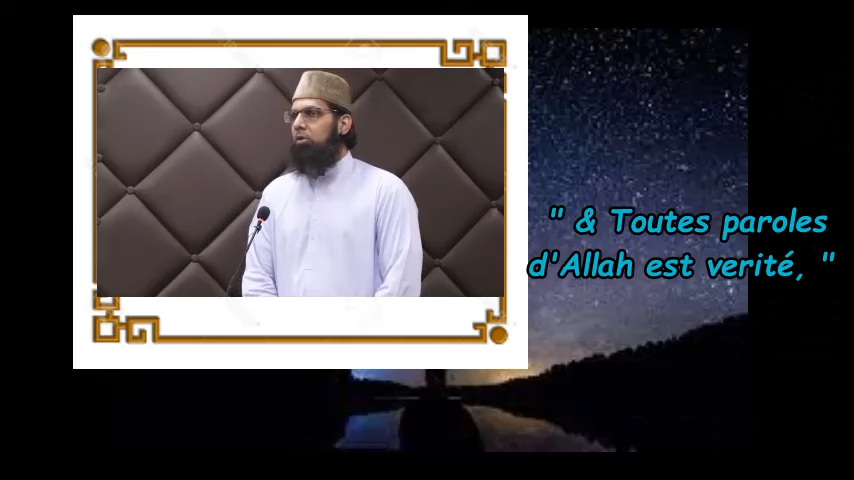 " & Toutes paroles
d'Allah est verité, "